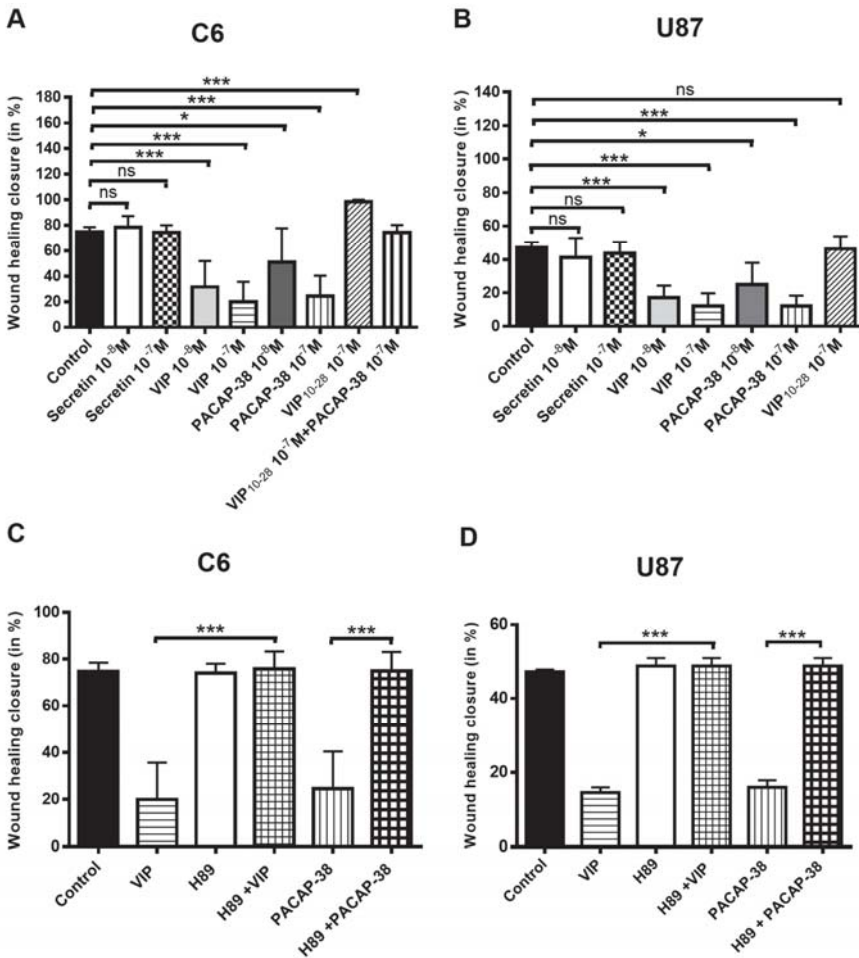 A
C6
Wound healing closure (in %)
180
160
140
120
100
80
60
40
20
0
***
***
*
***
***
ns
ns
Control
Secretin 10⁻⁸M
Secretin 10⁻⁷M
VIP 10⁻⁸M
VIP 10⁻⁷M
PACAP-38 10⁻⁸M
PACAP-38 10⁻⁷M
VIP₁₀₋₂₈ 10⁻⁷M
VIP₁₀₋₂₈ 10⁻⁷M+PACAP-38 10⁻⁷M
B
U87
Wound healing closure (in %)
140
120
100
80
60
40
20
0
ns
***
*
***
***
ns
ns
Control
Secretin 10⁻⁸M
Secretin 10⁻⁷M
VIP 10⁻⁸M
VIP 10⁻⁷M
PACAP-38 10⁻⁸M
PACAP-38 10⁻⁷M
VIP₁₀₋₂₈ 10⁻⁷M
C
C6
Wound healing closure (in %)
100
80
60
40
20
0
***
***
Control
VIP
H89
H89 +VIP
PACAP-38
H89 +PACAP-38
D
U87
Wound healing closure (in %)
60
40
20
0
***
***
Control
VIP
H89
H89 +VIP
PACAP-38
H89 + PACAP-38